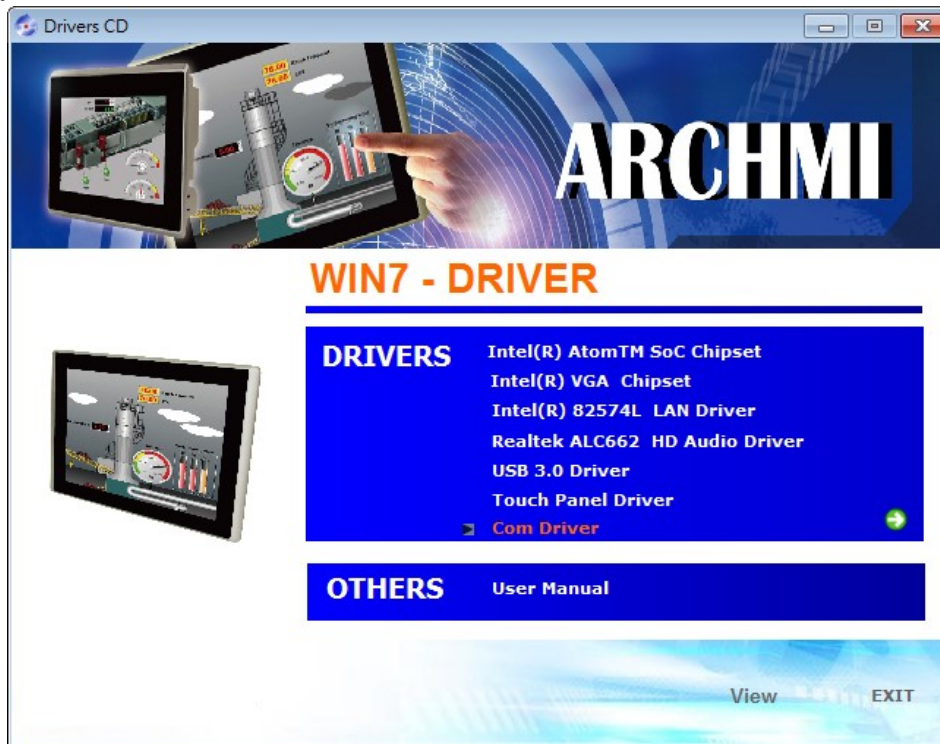 Drivers CD
ARCHMI
WIN7 - DRIVER
DRIVERS
Intel(R) AtomTM SoC Chipset
Intel(R) VGA  Chipset
Intel(R) 82574L  LAN Driver
Realtek ALC662  HD Audio Driver
USB 3.0 Driver
Touch Panel Driver
Com Driver
OTHERS
User Manual
View
EXIT